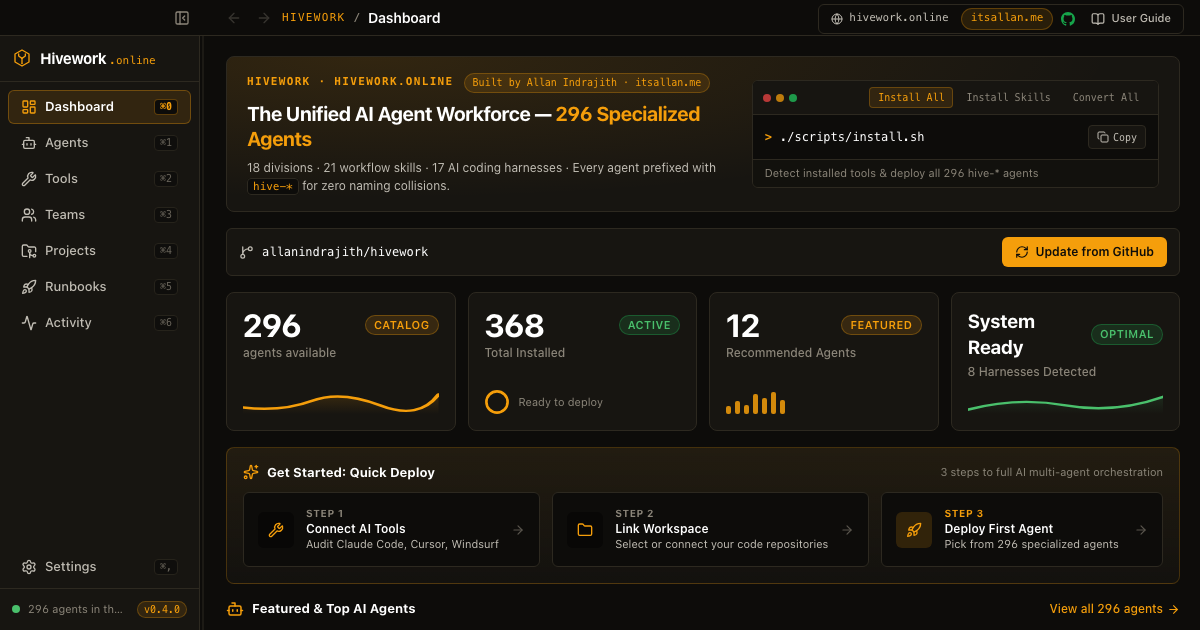 HIVEWORK / Dashboard
hivework.online
itsallan.me
User Guide
Hivework.online
Dashboard ⌘0
Agents ⌘1
Tools ⌘2
Teams ⌘3
Projects ⌘4
Runbooks ⌘5
Activity ⌘6
Settings ⌘,
296 agents in th... v0.4.0
HIVEWORK · HIVEWORK.ONLINE
Built by Allan Indrajith · itsallan.me
The Unified AI Agent Workforce — 296 Specialized
Agents
18 divisions · 21 workflow skills · 17 AI coding harnesses · Every agent prefixed with
hive-* for zero naming collisions.
Install All
Install Skills
Convert All
> ./scripts/install.sh
Copy
Detect installed tools & deploy all 296 hive-* agents
allanindrajith/hivework
Update from GitHub
296
CATALOG
agents available
368
ACTIVE
Total Installed
Ready to deploy
12
FEATURED
Recommended Agents
System
Ready
OPTIMAL
8 Harnesses Detected
Get Started: Quick Deploy
3 steps to full AI multi-agent orchestration
STEP 1
Connect AI Tools
Audit Claude Code, Cursor, Windsurf
STEP 2
Link Workspace
Select or connect your code repositories
STEP 3
Deploy First Agent
Pick from 296 specialized agents
Featured & Top AI Agents
View all 296 agents